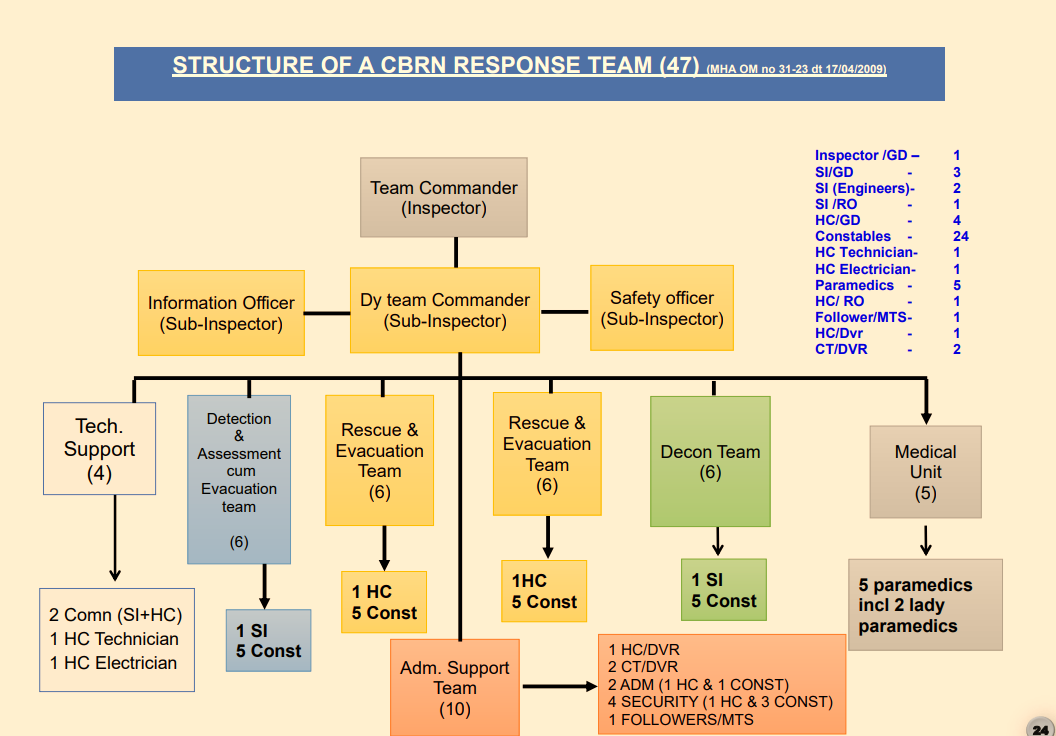 STRUCTURE OF A CBRN RESPONSE TEAM (47) (MHA OM no 31-23 dt 17/04/2009)
Inspector /GD – 1
SI/GD - 3
SI (Engineers)- 2
SI /RO - 1
HC/GD - 4
Constables - 24
HC Technician- 1
HC Electrician- 1
Paramedics - 5
HC/ RO - 1
Follower/MTS- 1
HC/Dvr - 1
CT/DVR - 2
Team Commander
(Inspector)
Information Officer
(Sub-Inspector)
Dy team Commander
(Sub-Inspector)
Safety officer
(Sub-Inspector)
Tech.
Support
(4)
Detection
&
Assessment
cum
Evacuation
team
(6)
Rescue &
Evacuation
Team
(6)
Rescue &
Evacuation
Team
(6)
Decon Team
(6)
Medical
Unit
(5)
2 Comn (SI+HC)
1 HC Technician
1 HC Electrician
1 SI
5 Const
1 HC
5 Const
1HC
5 Const
1 SI
5 Const
5 paramedics
incl 2 lady
paramedics
Adm. Support
Team
(10)
1 HC/DVR
2 CT/DVR
2 ADM (1 HC & 1 CONST)
4 SECURITY (1 HC & 3 CONST)
1 FOLLOWERS/MTS
24